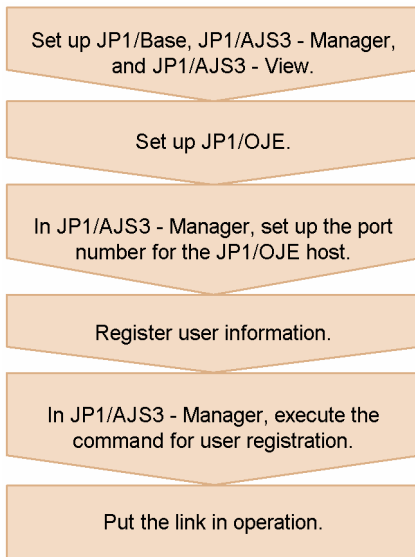 Set up JP1/Base, JP1/AJS3 - Manager,
and JP1/AJS3 - View.
Set up JP1/OJE.
In JP1/AJS3 - Manager, set up the port
number for the JP1/OJE host.
Register user information.
In JP1/AJS3 - Manager, execute the
command for user registration.
Put the link in operation.